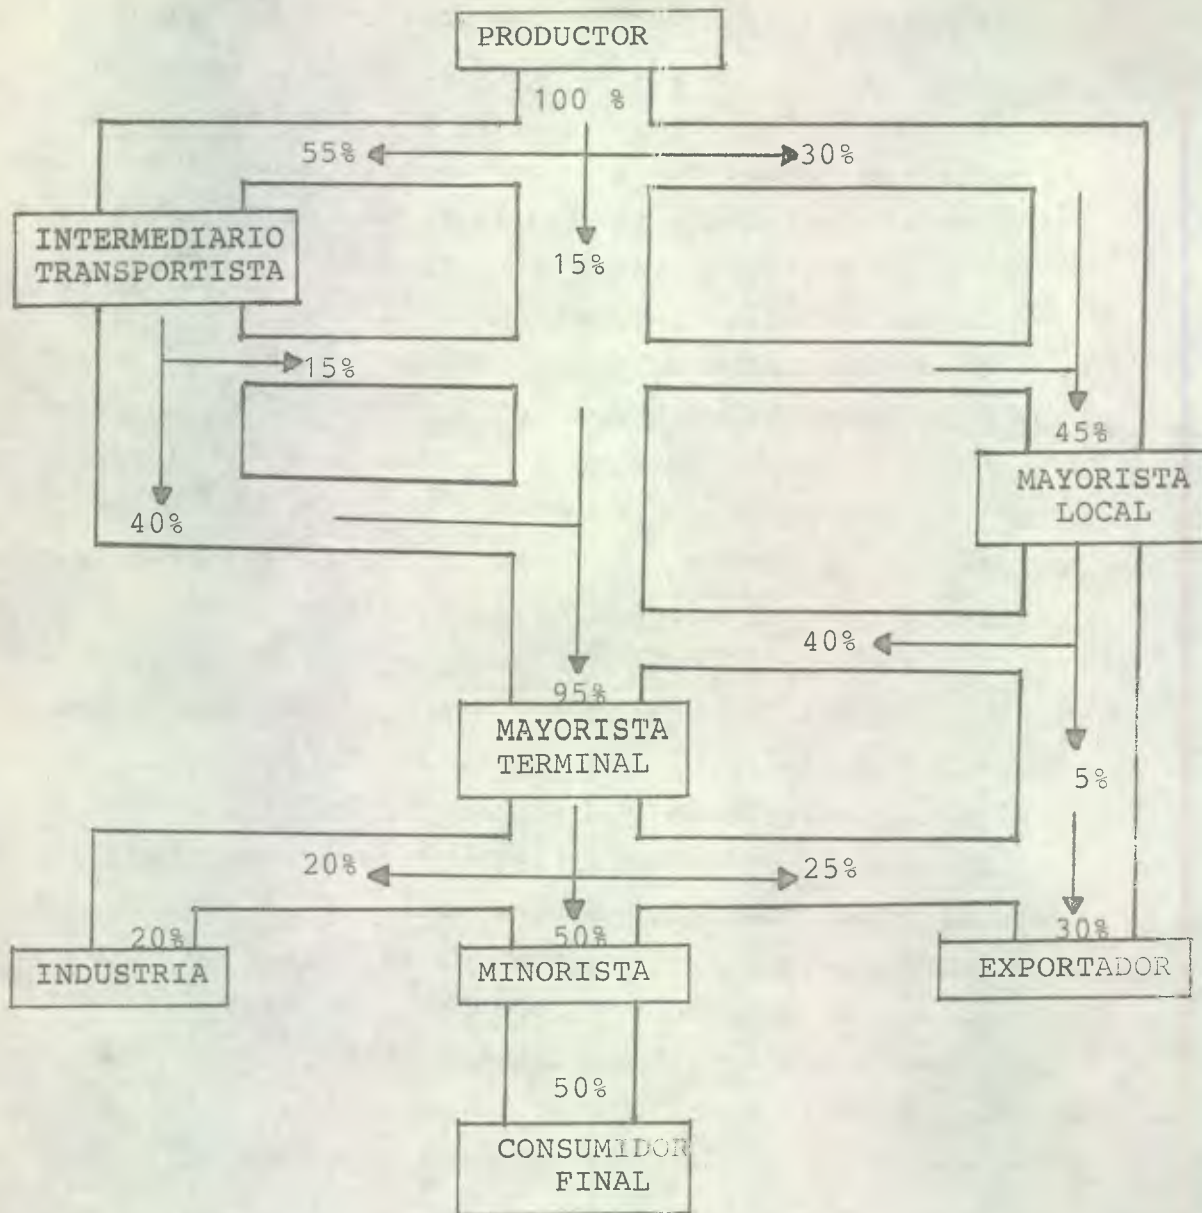 PRODUCTOR
100 %
55%
30%
INTERMEDIARIO
TRANSPORTISTA
15%
15%
45%
MAYORISTA
LOCAL
40%
40%
95%
MAYORISTA
TERMINAL
5%
20%
25%
20%
50%
30%
INDUSTRIA
MINORISTA
EXPORTADOR
50%
CONSUMIDOR
FINAL